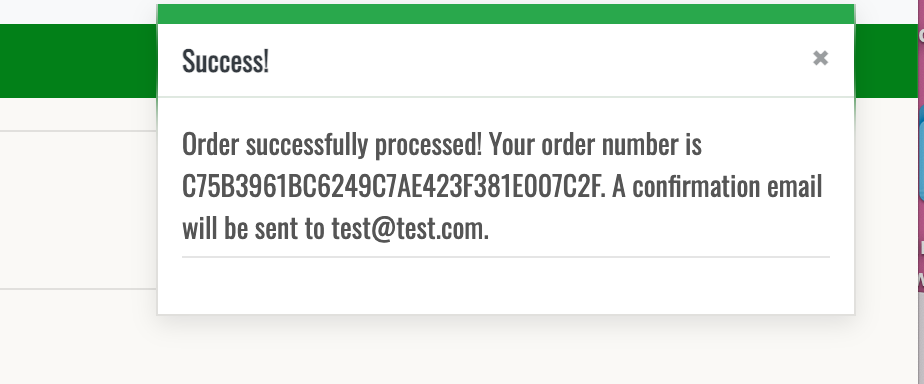 Success!
Order successfully processed! Your order number is
C75B3961BC6249C7AE423F381E007C2F. A confirmation email
will be sent to test@test.com.